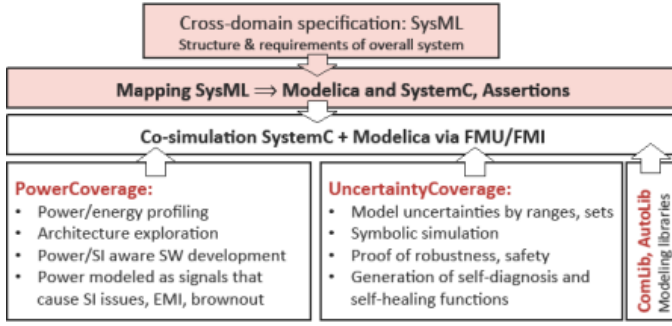 Cross-domain specification: SysML
Structure & requirements of overall system
Mapping SysML ⟹ Modelica and SystemC, Assertions
Co-simulation SystemC + Modelica via FMU/FMI
PowerCoverage:
• Power/energy profiling
• Architecture exploration
• Power/SI aware SW development
• Power modeled as signals that
cause SI issues, EMI, brownout
UncertaintyCoverage:
• Model uncertainties by ranges, sets
• Symbolic simulation
• Proof of robustness, safety
• Generation of self-diagnosis and
self-healing functions
ComLib, AutoLib
Modeling libraries